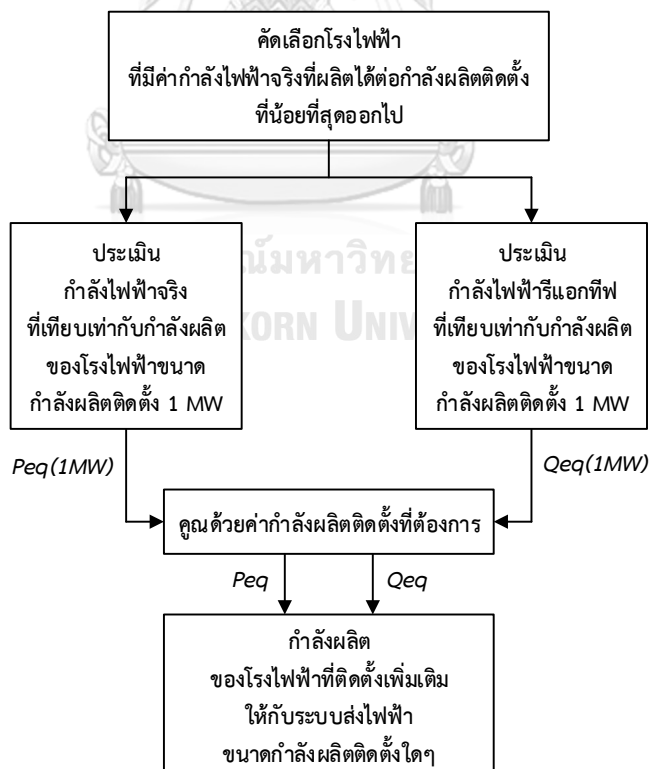 คัดเลือกโรงไฟฟ้า
ที่มีค่ากำลังไฟฟ้าจริงที่ผลิตได้ต่อกำลังผลิตติดตั้ง
ที่น้อยที่สุดออกไป
ประเมิน
กำลังไฟฟ้าจริง
ที่เทียบเท่ากับกำลังผลิต
ของโรงไฟฟ้าขนาด
กำลังผลิตติดตั้ง 1 MW
ประเมิน
กำลังไฟฟ้ารีแอกทีฟ
ที่เทียบเท่ากับกำลังผลิต
ของโรงไฟฟ้าขนาด
กำลังผลิตติดตั้ง 1 MW
ณ์มหาวิทย
KORN UNIV
Peq(1MW)
Qeq(1MW)
คูณด้วยค่ากำลังผลิตติดตั้งที่ต้องการ
Peq
Qeq
กำลังผลิต
ของโรงไฟฟ้าที่ติดตั้งเพิ่มเติม
ให้กับระบบส่งไฟฟ้า
ขนาดกำลังผลิตติดตั้งใดๆ